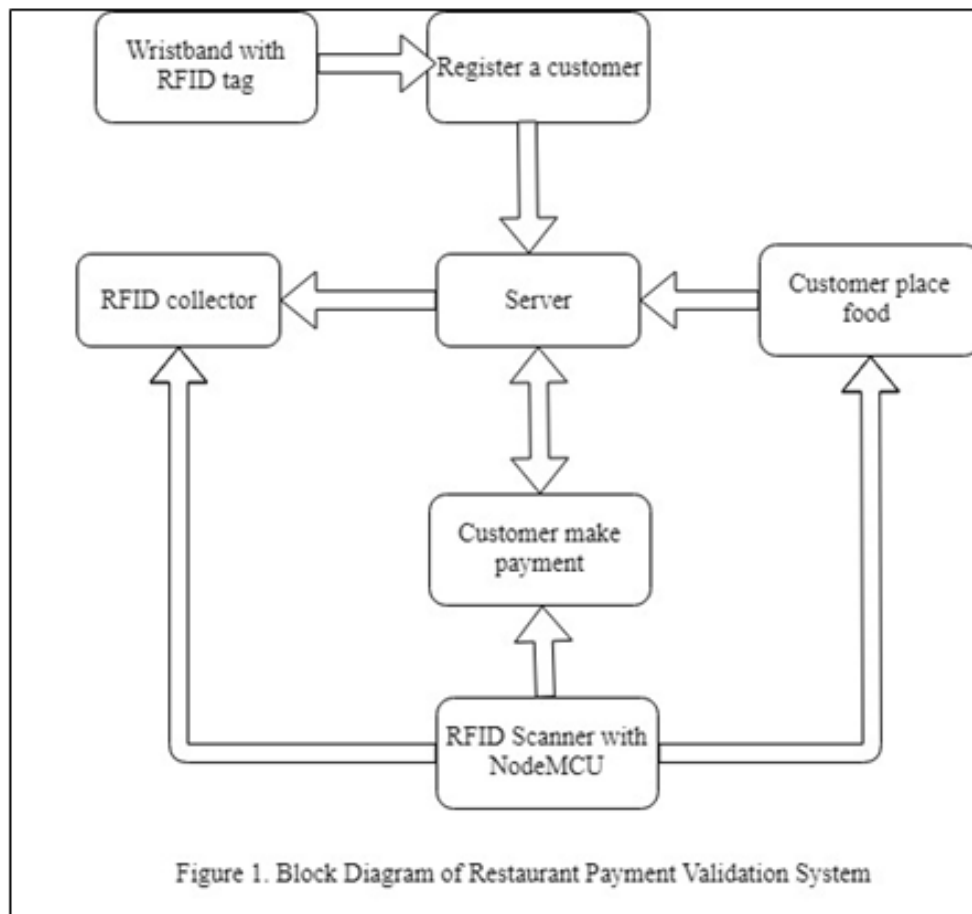 Wristband with
RFID tag
Register a customer
RFID collector
Server
Customer place
food
Customer make
payment
RFID Scanner with
NodeMCU
Figure 1. Block Diagram of Restaurant Payment Validation System